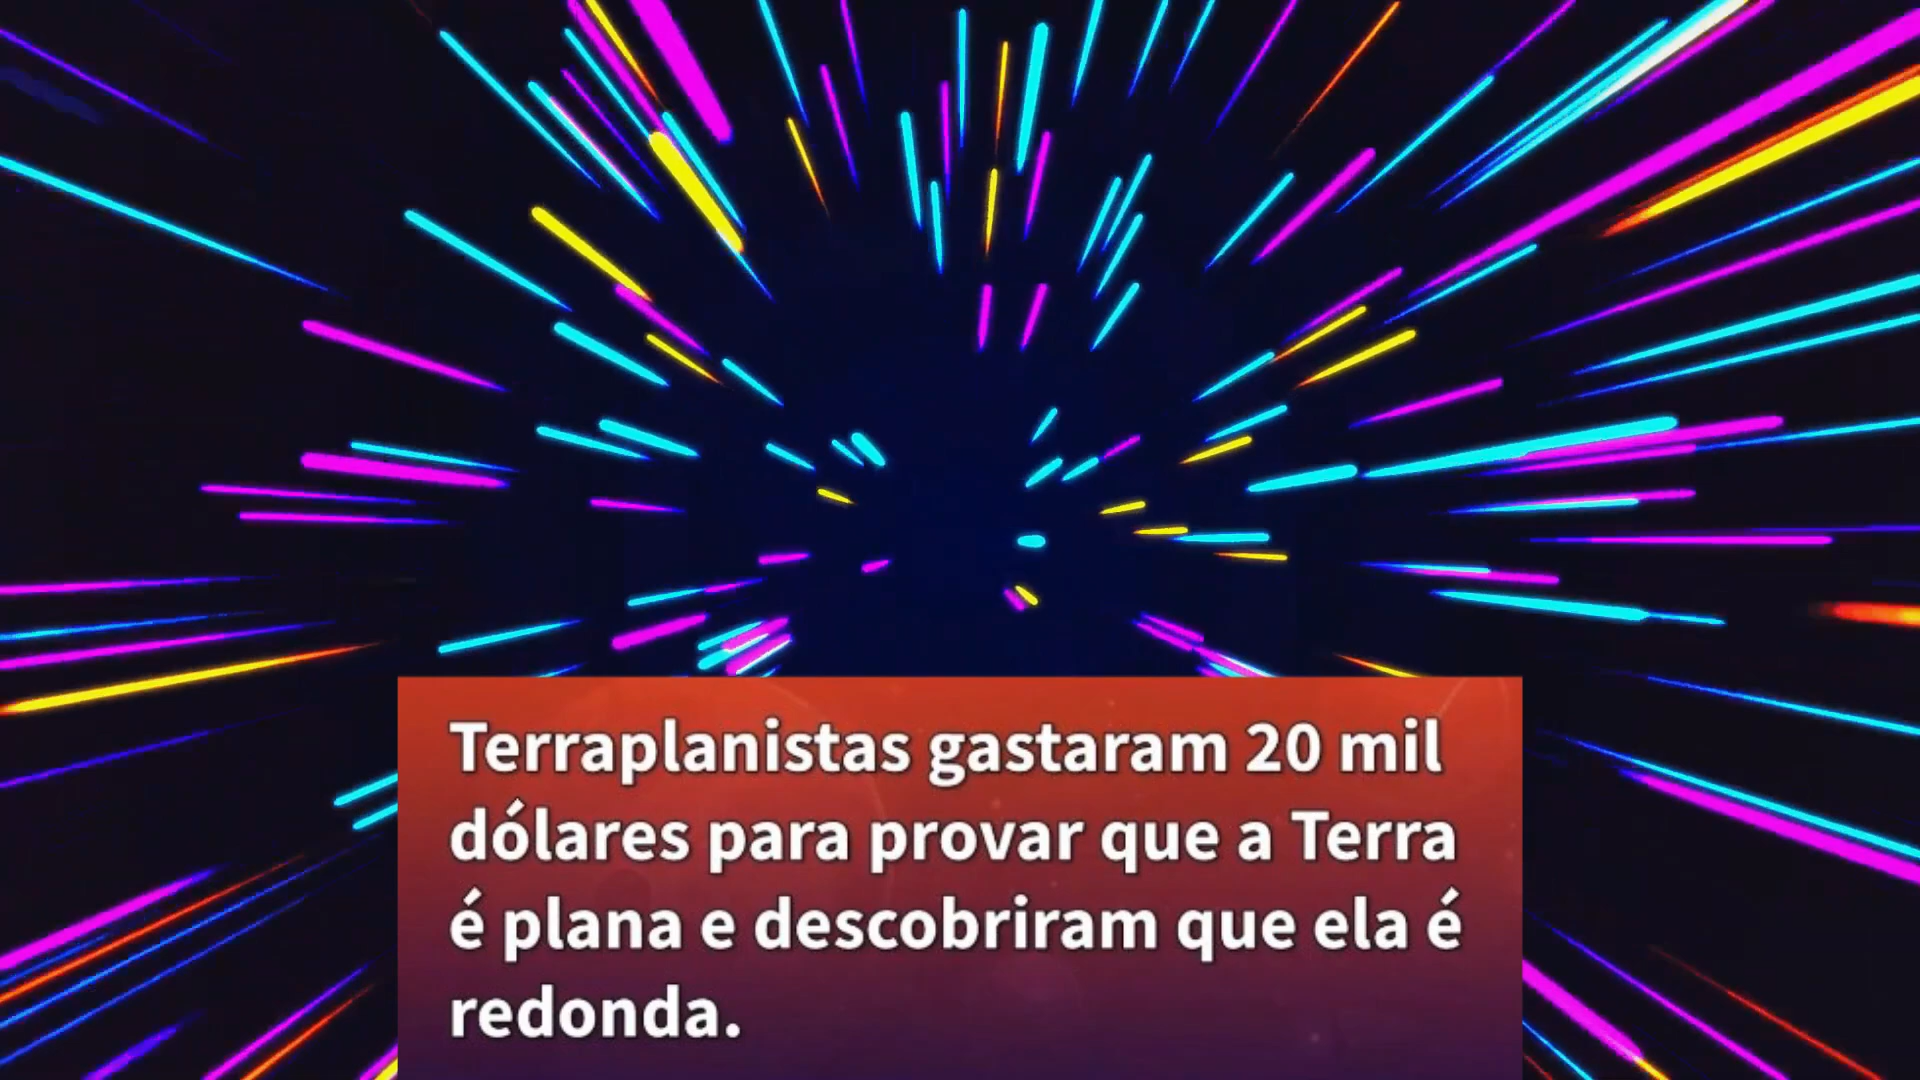 Terraplanistas gastaram 20 mil
dólares para provar que a Terra
é plana e descobriram que ela é
redonda.